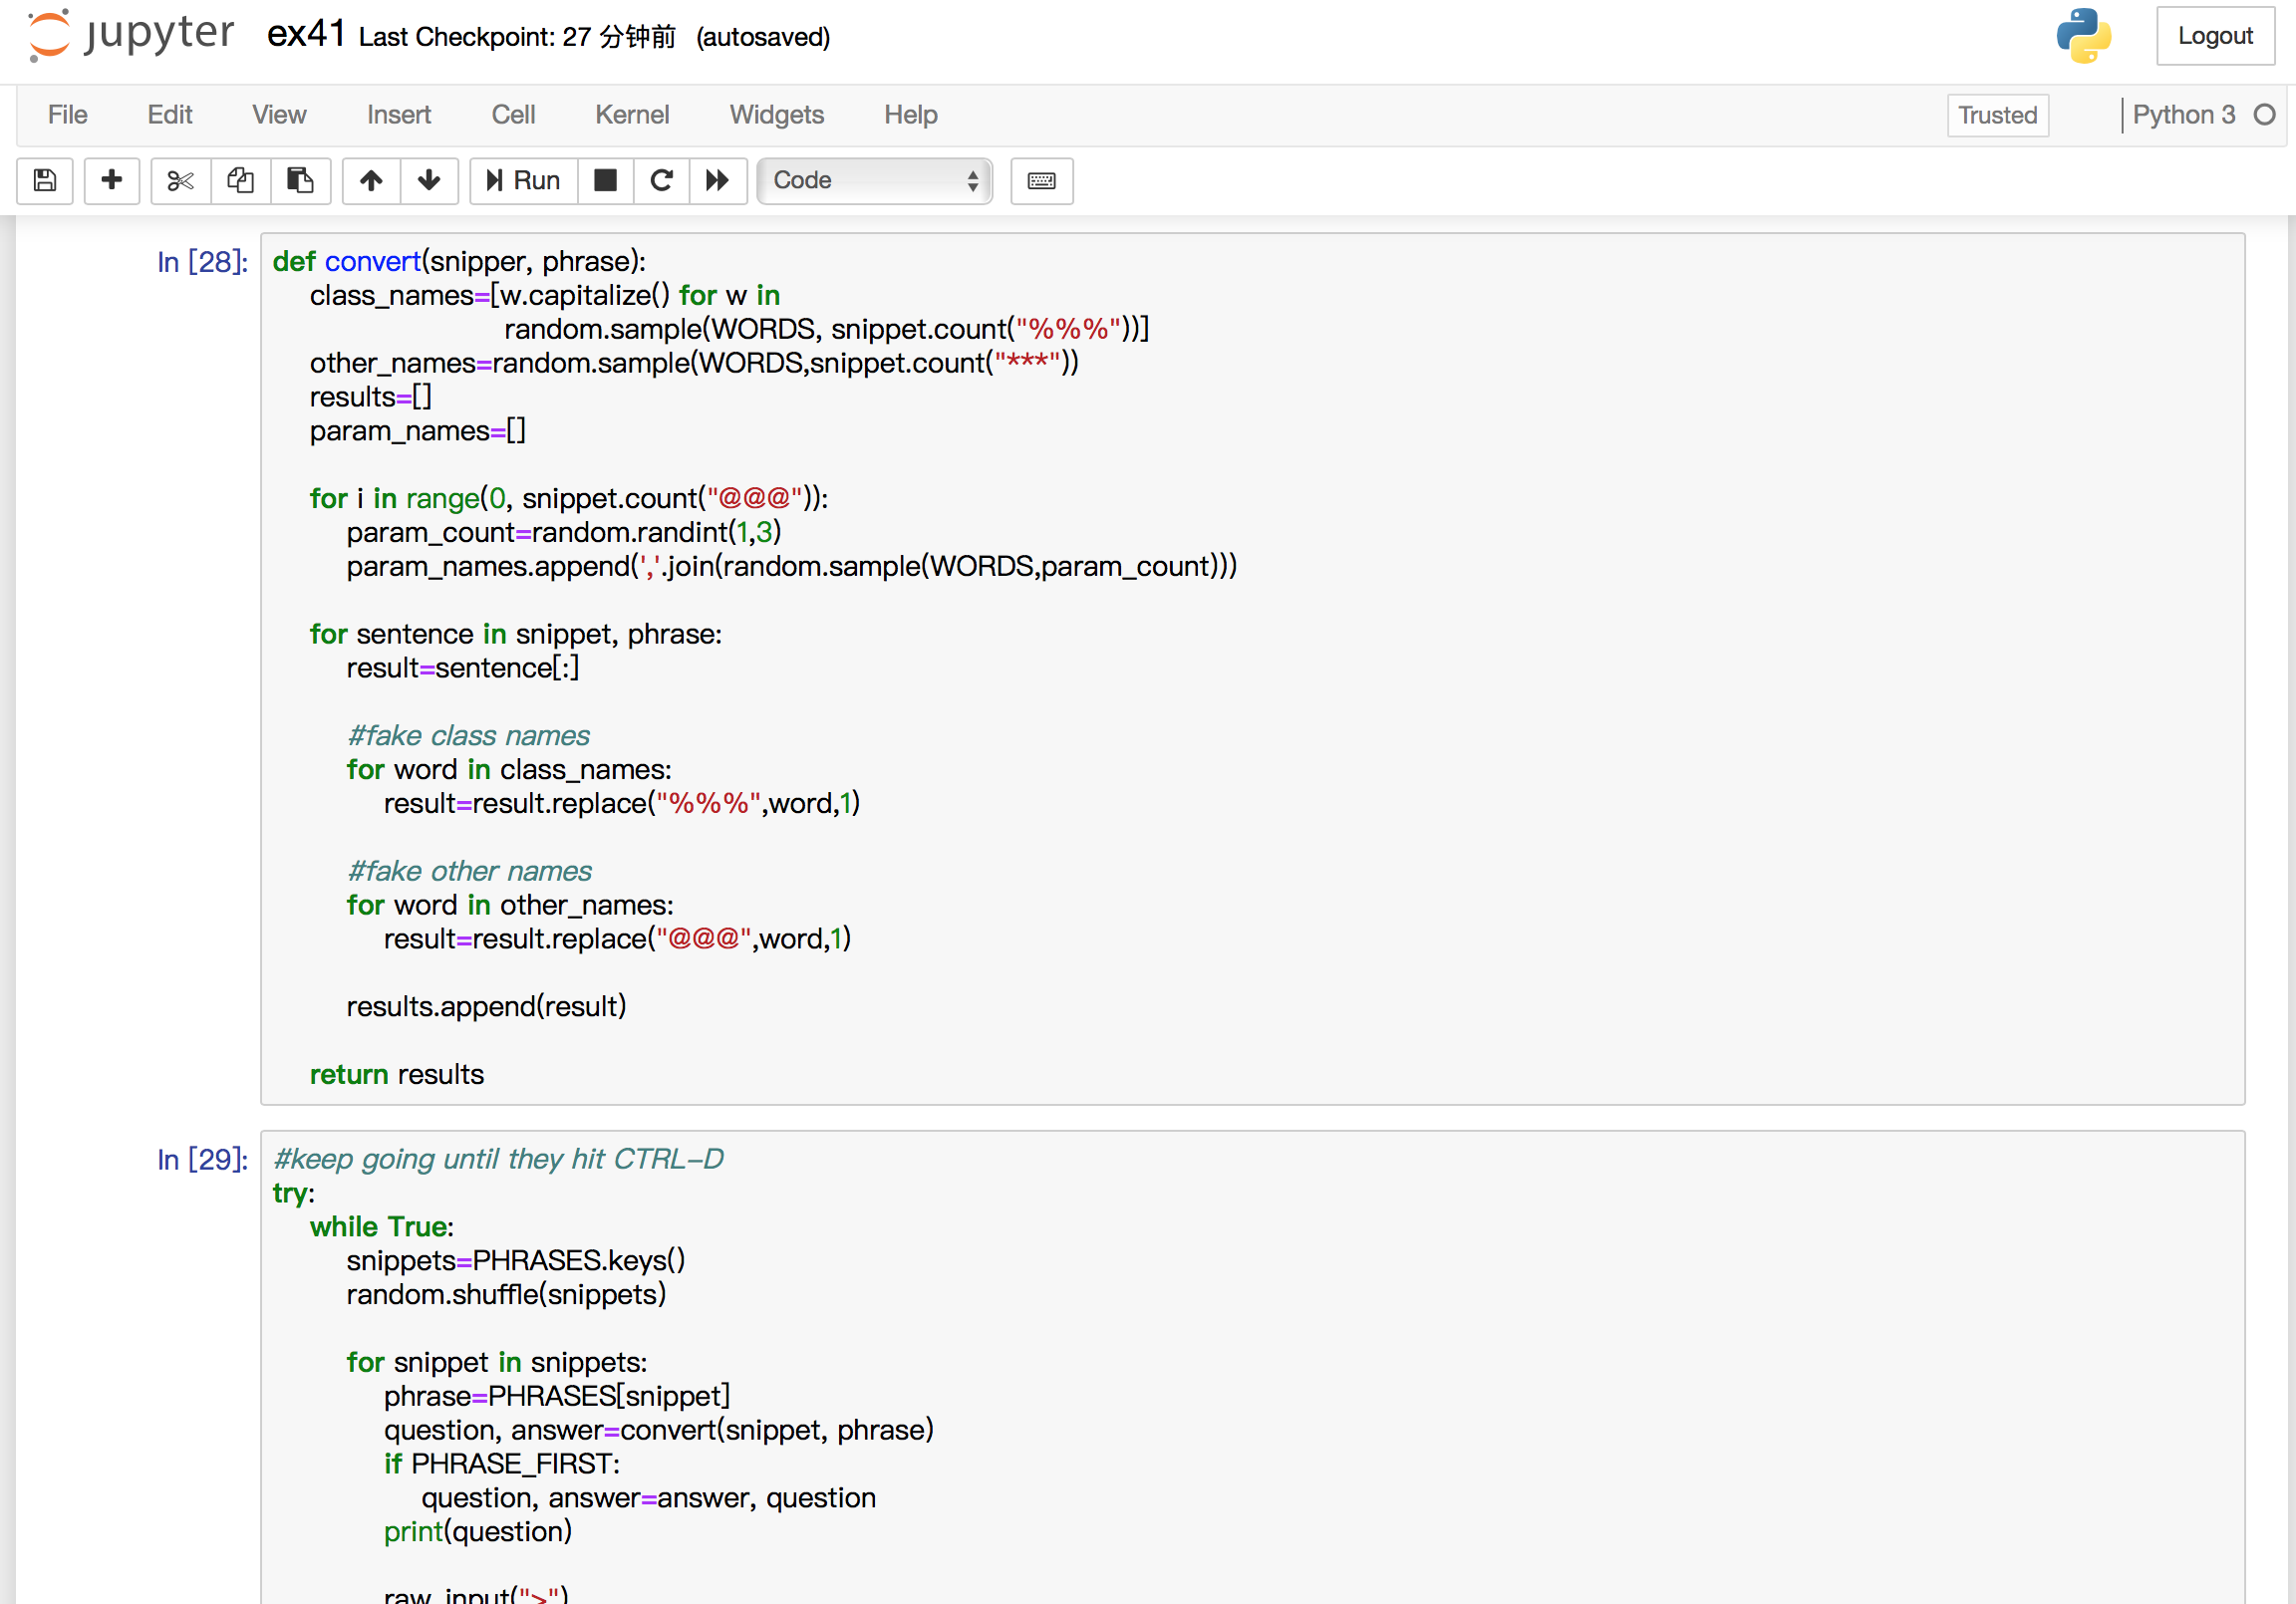 jupyter ex41 Last Checkpoint: 27 分钟前 (autosaved) Logout
File Edit View Insert Cell Kernel Widgets Help Trusted Python 3
Run Code
In [28]: def convert(snipper, phrase):
class_names=[w.capitalize() for w in
random.sample(WORDS, snippet.count("%%%"))]
other_names=random.sample(WORDS,snippet.count("***"))
results=[]
param_names=[]
for i in range(0, snippet.count("@@@")):
param_count=random.randint(1,3)
param_names.append(','.join(random.sample(WORDS,param_count)))
for sentence in snippet, phrase:
result=sentence[:]
#fake class names
for word in class_names:
result=result.replace("%%%",word,1)
#fake other names
for word in other_names:
result=result.replace("@@@",word,1)
results.append(result)
return results
In [29]: #keep going until they hit CTRL-D
try:
while True:
snippets=PHRASES.keys()
random.shuffle(snippets)
for snippet in snippets:
phrase=PHRASES[snippet]
question, answer=convert(snippet, phrase)
if PHRASE_FIRST:
question, answer=answer, question
print(question)
raw_input(">")